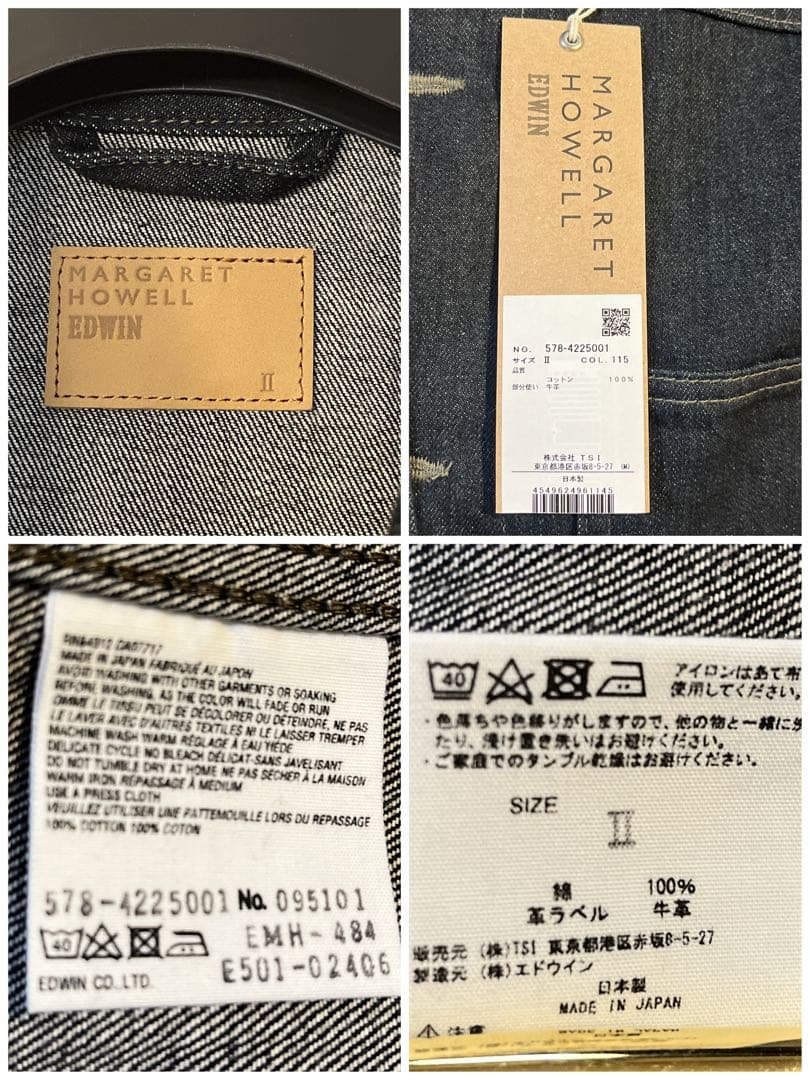 MARGARET
HOWELL
EDWIN
II
MARGARET
HOWELL
EDWIN
NO. 578-4225001
サイズ II COL.115
品質
コットン 100%
部分使い 牛革
株式会社 TSI
東京都港区赤坂8-5-27 (M)
日本製
4549624961145
MADE IN JAPAN FABRIQUÉ AU JAPON
AVOID WASHING WITH OTHER GARMENTS OR SOAKING
BEFORE WASHING, AS THE COLOR WILL FADE OR RUN
COMME LE TISSU PEUT SE DÉCOLORER OU DÉTEINDRE, NE PAS
LE LAVER AVEC D'AUTRES TEXTILES NI LE LAISSER TREMPER
MACHINE WASH WARM RÉGLAGE À L'EAU TIÈDE
DELICATE CYCLE NO BLEACH DÉLICAT-SANS JAVELISANT
DO NOT TUMBLE DRY AT HOME NE PAS SÉCHER À LA MAISON
WARM IRON REPASSAGE À MEDIUM
USE A PRESS CLOTH
VEUILLEZ UTILISER UNE PATTEMOUILLE LORS DU REPASSAGE
100% COTTON 100% COTON
578-4225001 No. 095101
40 EMH-484
E501-02406
EDWIN CO.,LTD.
40 アイロンはあて布
使用してください。
・色落ちや色移りがしますので、他の物と一緒に洗
たり、浸け置き洗いはお避けください。
・ご家庭でのタンブル乾燥はお避けください。
SIZE II
綿 100%
革ラベル 牛革
販売元 (株)TSI 東京都港区赤坂8-5-27
製造元 (株)エドウイン
日本製
MADE IN JAPAN
注意